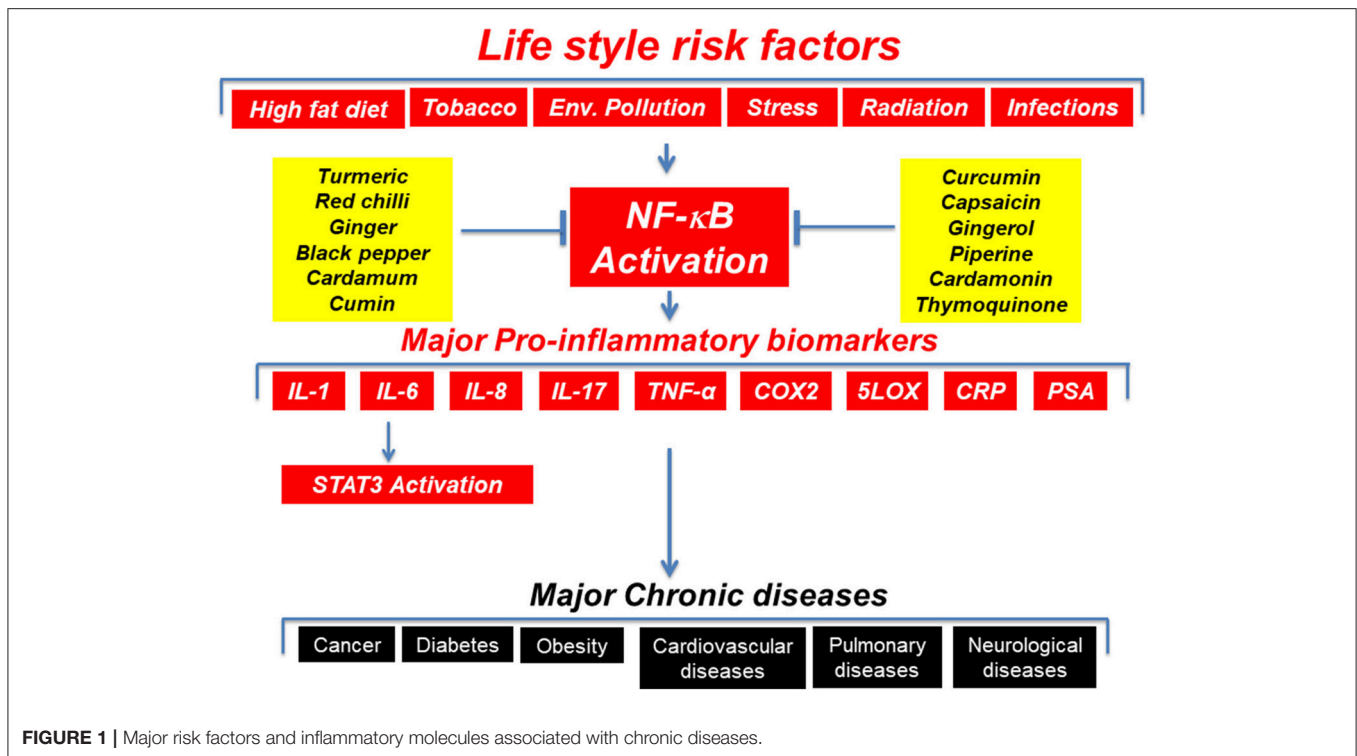 Life style risk factors
High fat diet Tobacco Env. Pollution Stress Radiation Infections
Turmeric
Red chilli
Ginger
Black pepper
Cardamum
Cumin
NF-κB
Activation
Curcumin
Capsaicin
Gingerol
Piperine
Cardamonin
Thymoquinone
Major Pro-inflammatory biomarkers
IL-1 IL-6 IL-8 IL-17 TNF-α COX2 5LOX CRP PSA
STAT3 Activation
Major Chronic diseases
Cancer Diabetes Obesity
Cardiovascular
diseases
Pulmonary
diseases
Neurological
diseases
FIGURE 1 | Major risk factors and inflammatory molecules associated with chronic diseases.